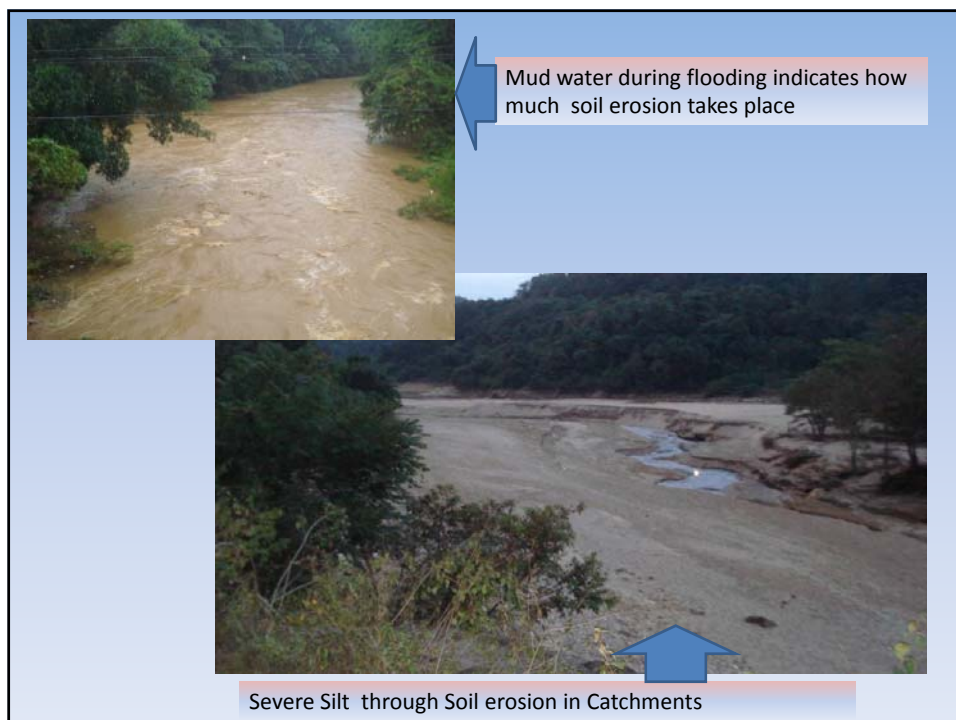 Mud water during flooding indicates how
much soil erosion takes place
Severe Silt through Soil erosion in Catchments